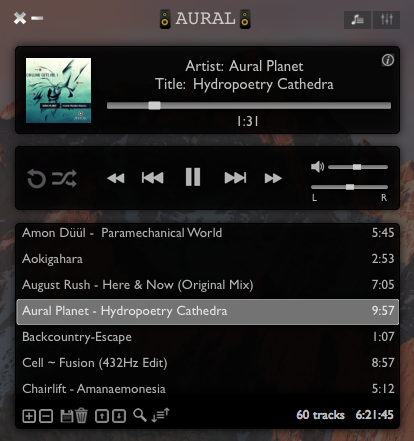 AURAL
Artist: Aural Planet
Title: Hydropoetry Cathedra
1:31
L R
Amon Düül - Paramechanical World 5:45
Aokigahara 2:53
August Rush - Here & Now (Original Mix) 7:05
Aural Planet - Hydropoetry Cathedra 9:57
Backcountry-Escape 1:07
Cell ~ Fusion (432Hz Edit) 8:57
Chairlift - Amanaemonesia 5:12
60 tracks 6:21:45